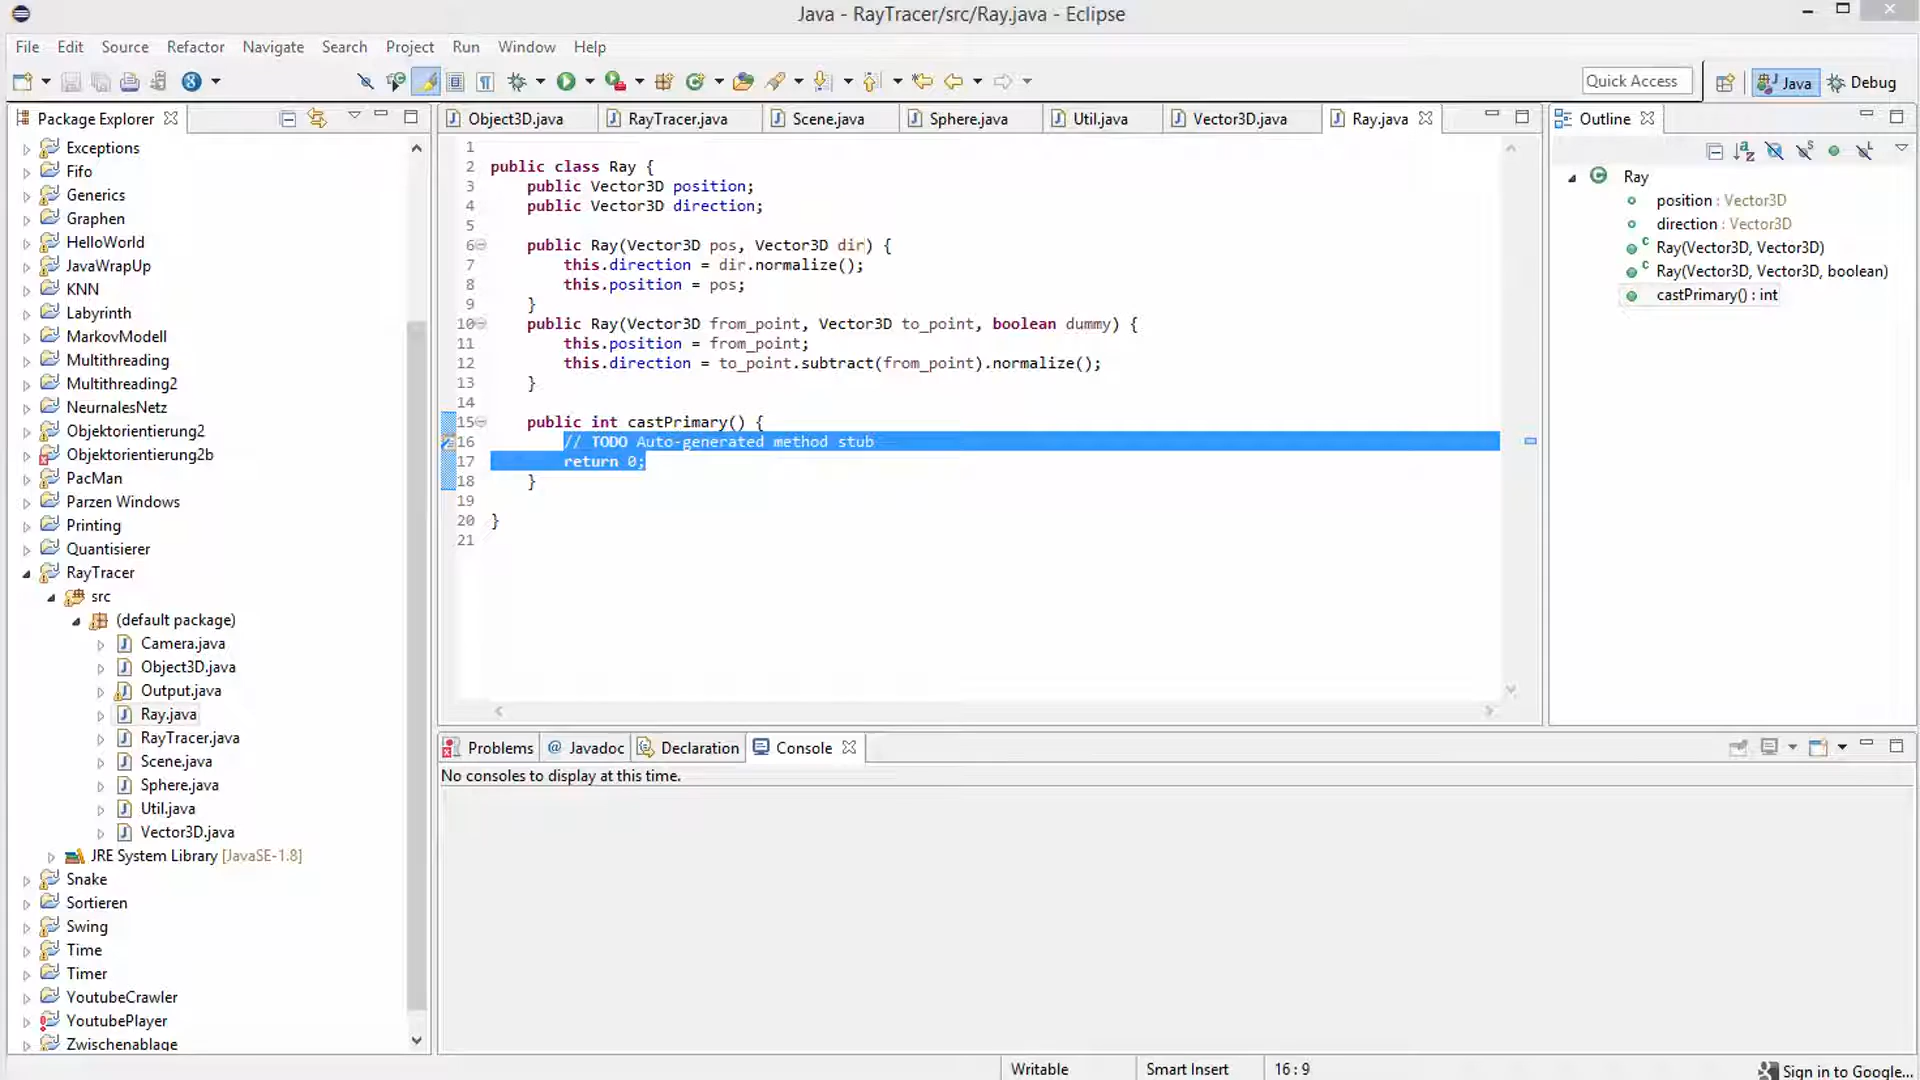 Java - RayTracer/src/Ray.java - Eclipse
File Edit Source Refactor Navigate Search Project Run Window Help
Quick Access
Java
Debug
Package Explorer
Exceptions
Fifo
Generics
Graphen
HelloWorld
JavaWrapUp
KNN
Labyrinth
MarkovModell
Multithreading
Multithreading2
NeurnalesNetz
Objektorientierung2
Objektorientierung2b
PacMan
Parzen Windows
Printing
Quantisierer
RayTracer
src
(default package)
Camera.java
Object3D.java
Output.java
Ray.java
RayTracer.java
Scene.java
Sphere.java
Util.java
Vector3D.java
JRE System Library [JavaSE-1.8]
Snake
Sortieren
Swing
Time
Timer
YoutubeCrawler
YoutubePlayer
Zwischenablage
Object3D.java RayTracer.java Scene.java Sphere.java Util.java Vector3D.java Ray.java
1
2 public class Ray {
3 public Vector3D position;
4 public Vector3D direction;
5
6 public Ray(Vector3D pos, Vector3D dir) {
7 this.direction = dir.normalize();
8 this.position = pos;
9 }
10 public Ray(Vector3D from_point, Vector3D to_point, boolean dummy) {
11 this.position = from_point;
12 this.direction = to_point.subtract(from_point).normalize();
13 }
14
15 public int castPrimary() {
16 // TODO Auto-generated method stub
17 return 0;
18 }
19
20 }
21
Outline
Ray
position : Vector3D
direction : Vector3D
Ray(Vector3D, Vector3D)
Ray(Vector3D, Vector3D, boolean)
castPrimary() : int
Problems @ Javadoc Declaration Console
No consoles to display at this time.
Writable Smart Insert 16 : 9 Sign in to Google...